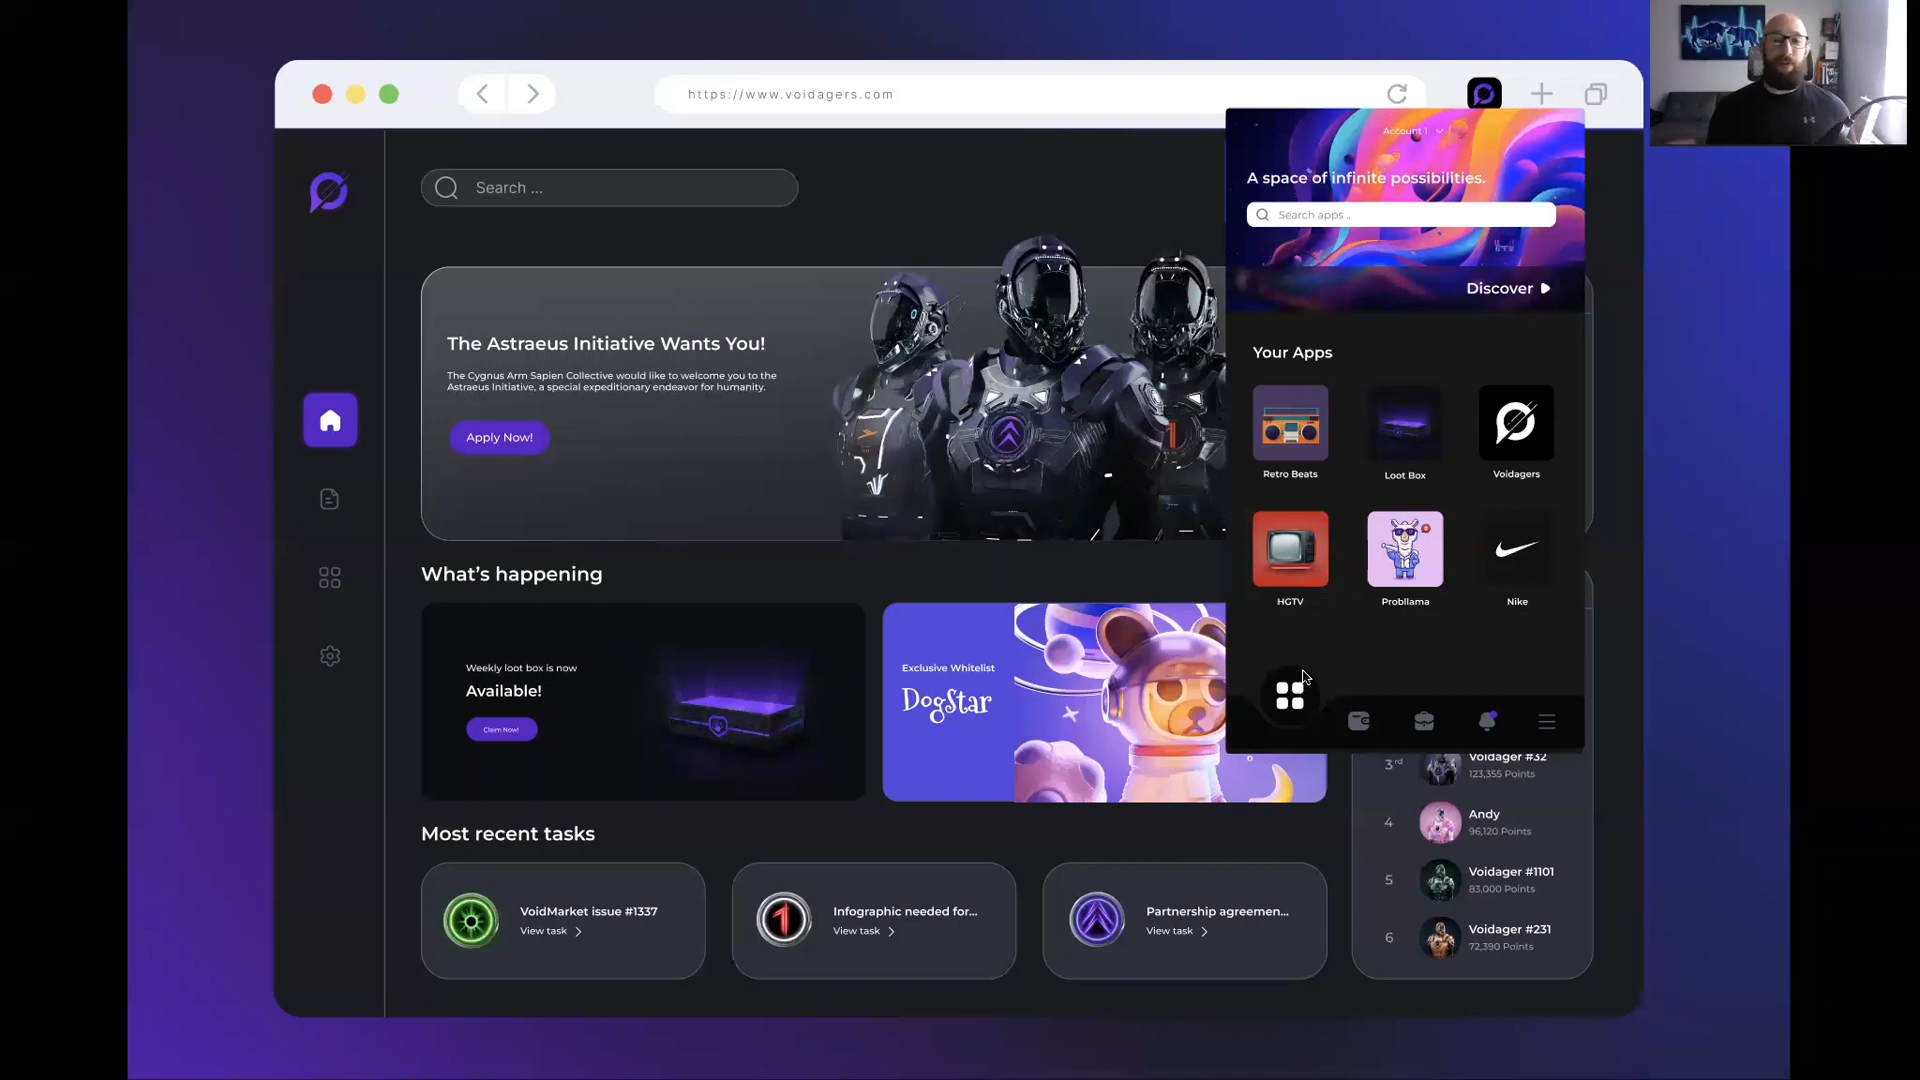 https://www.voidagers.com
Search ...
The Astraeus Initiative Wants You!
The Cygnus Arm Sapien Collective would like to welcome you to the
Astraeus Initiative, a special expeditionary endeavor for humanity.
Apply Now!
What's happening
Weekly loot box is now
Available!
Claim Now!
Exclusive Whitelist
DogStar
Most recent tasks
VoidMarket issue #1337
View task
Infographic needed for...
View task
Partnership agreemen...
View task
Account 1
A space of infinite possibilities.
Search apps ..
Discover
Your Apps
Retro Beats
Loot Box
Voidagers
HGTV
Probllama
Nike
3rd
Voidager #32
123,355 Points
4
Andy
96,120 Points
5
Voidager #1101
83,000 Points
6
Voidager #231
72,390 Points